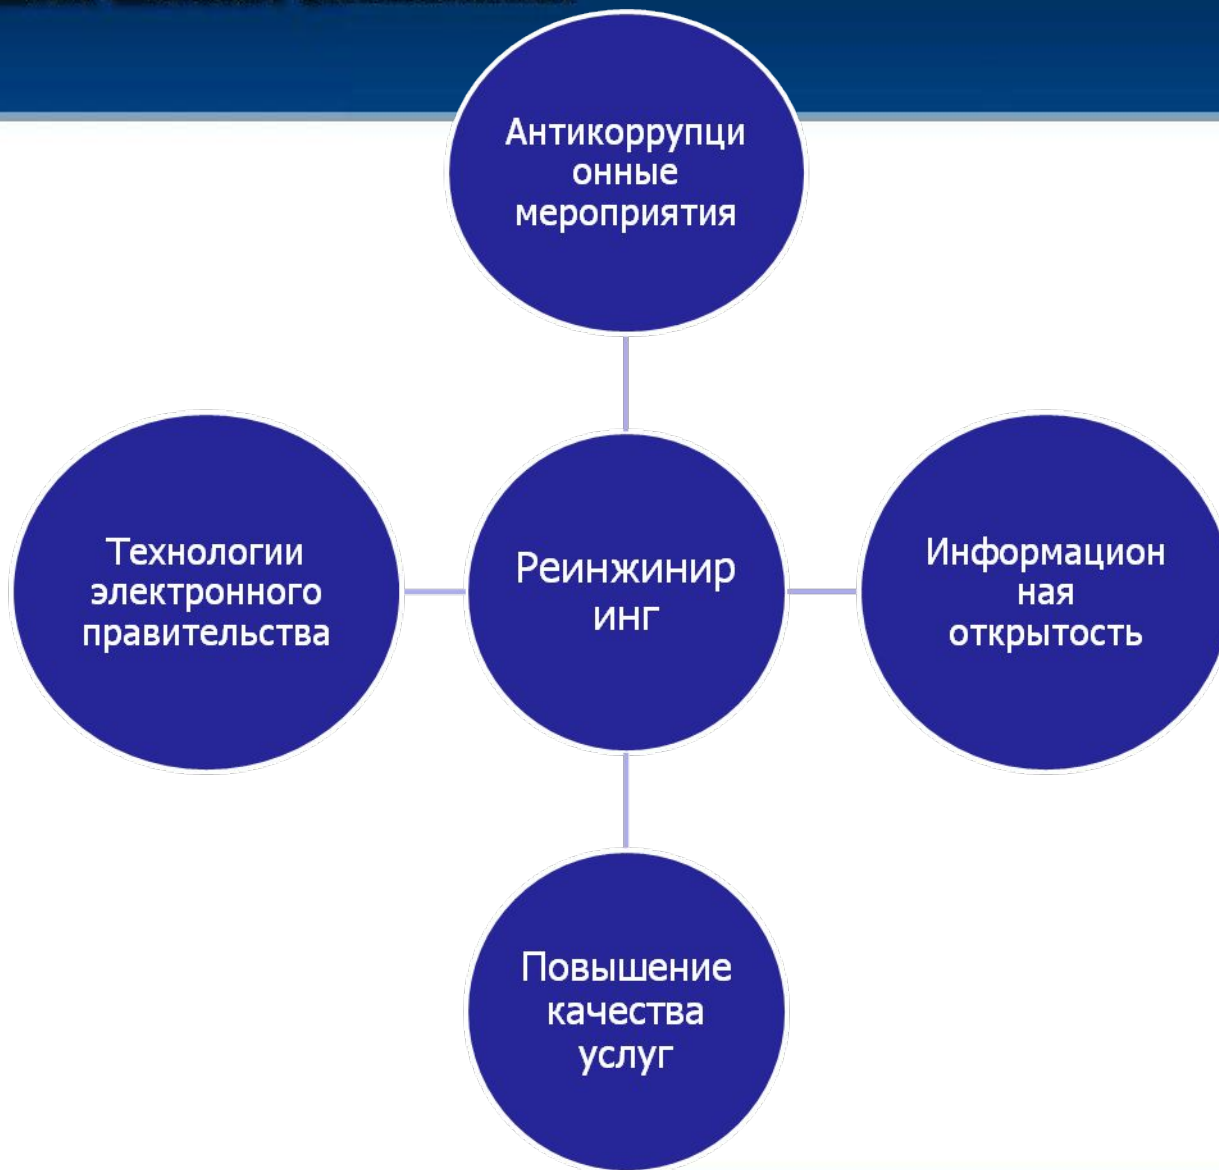 Антикоррупци
онные
мероприятия
Технологии
электронного
правительства
Реинжинир
инг
Информацион
ная
открытость
Повышение
качества
услуг